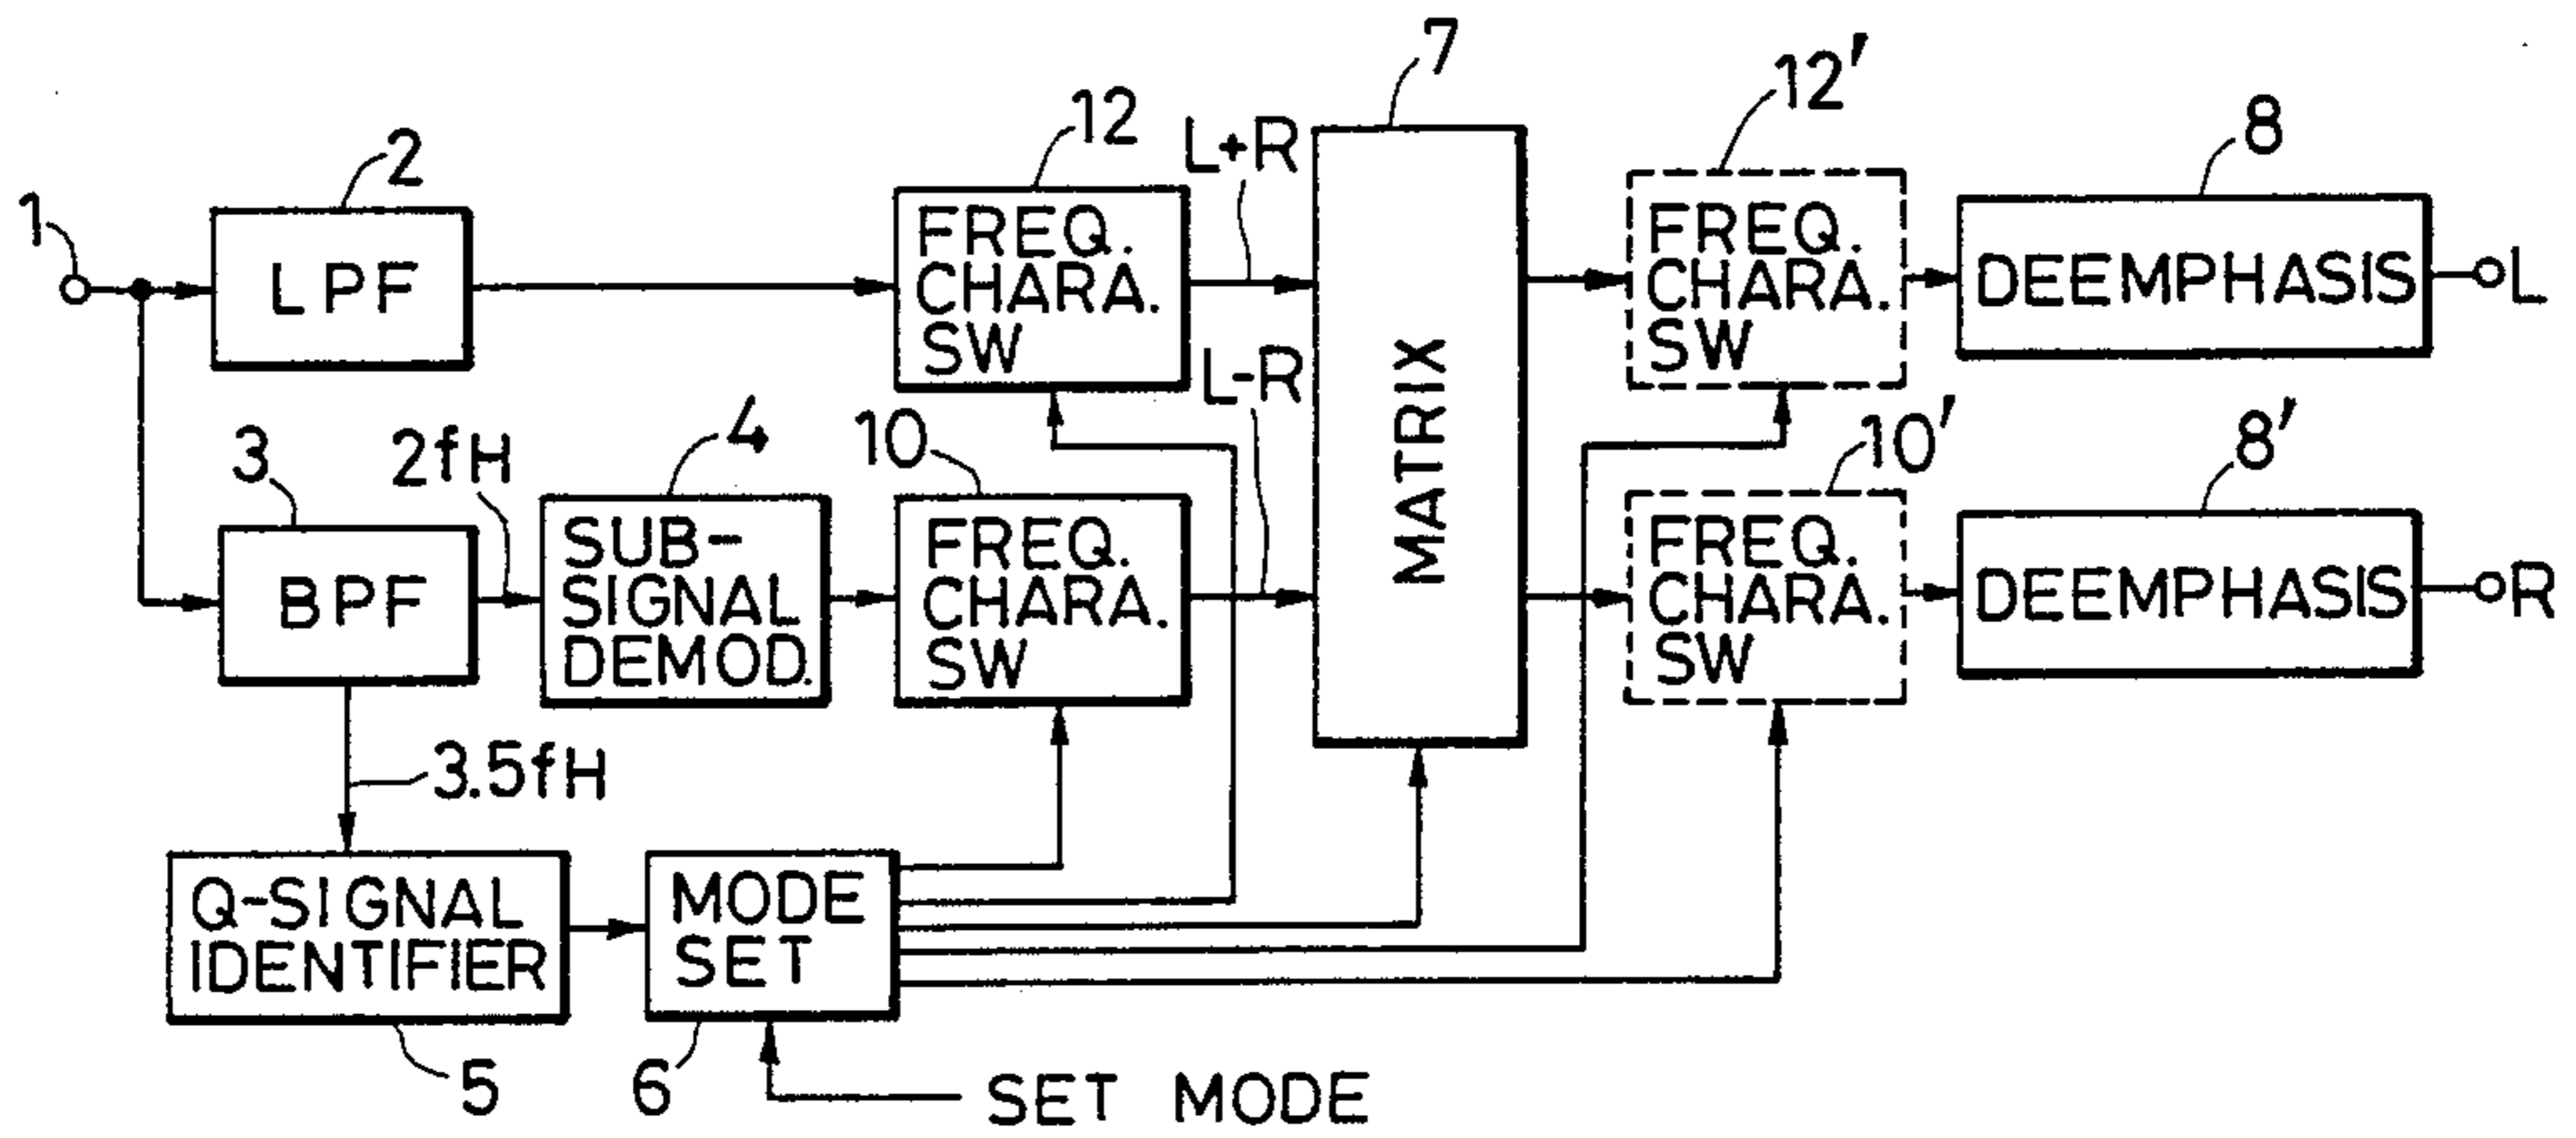 7
12'
12
8
2
L+R
1
LPF
FREQ.
CHARA.
SW
FREQ.
CHARA.
SW
DEEMPHASIS
L
MATRIX
L-R
3
2fH
4
10
10'
8'
BPF
SUB-
SIGNAL
DEMOD.
FREQ.
CHARA.
SW
FREQ.
CHARA.
SW
DEEMPHASIS
R
3.5fH
Q-SIGNAL
IDENTIFIER
MODE
SET
5
6
SET MODE